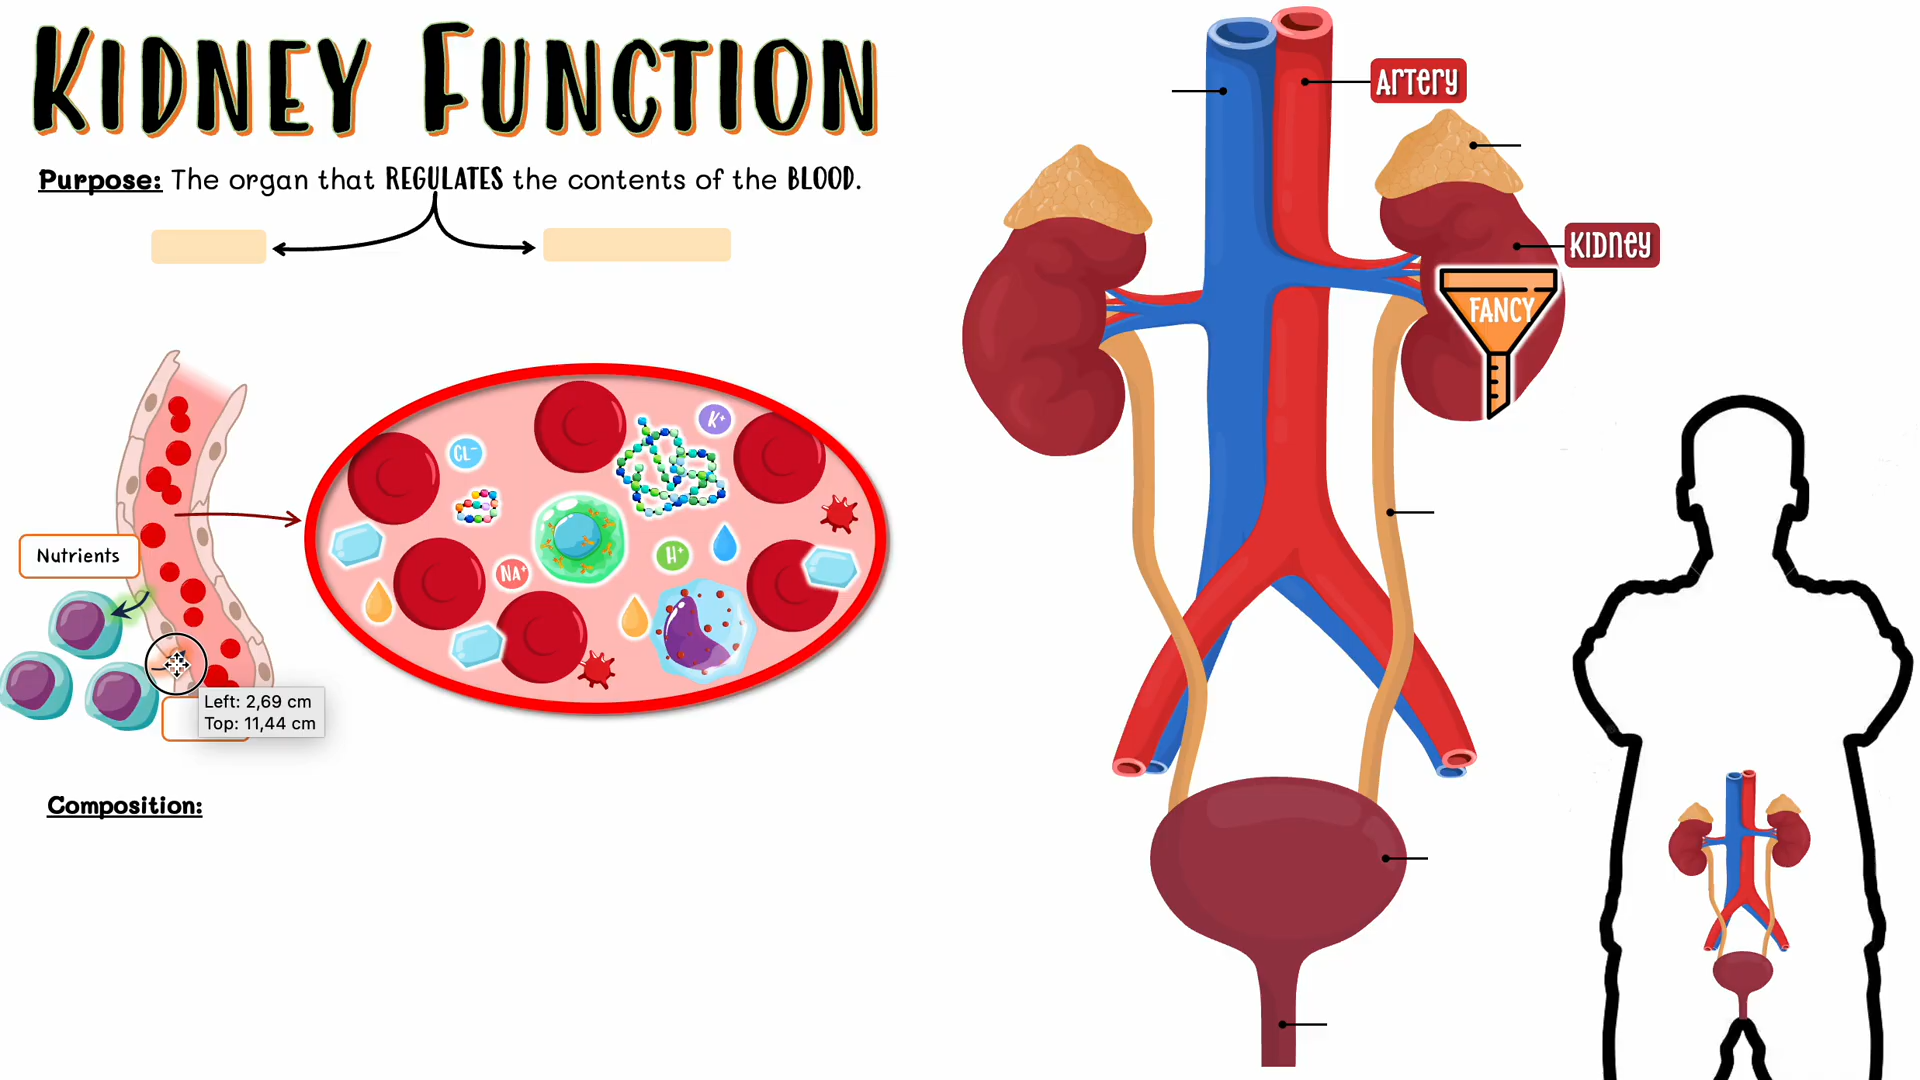 KIDNEY FUNCTION
Purpose: The organ that REGULATES the contents of the BLOOD.
Artery
Kidney
FANCY
K+
CL-
H+
NA+
Nutrients
Left: 2,69 cm
Top: 11,44 cm
Composition: